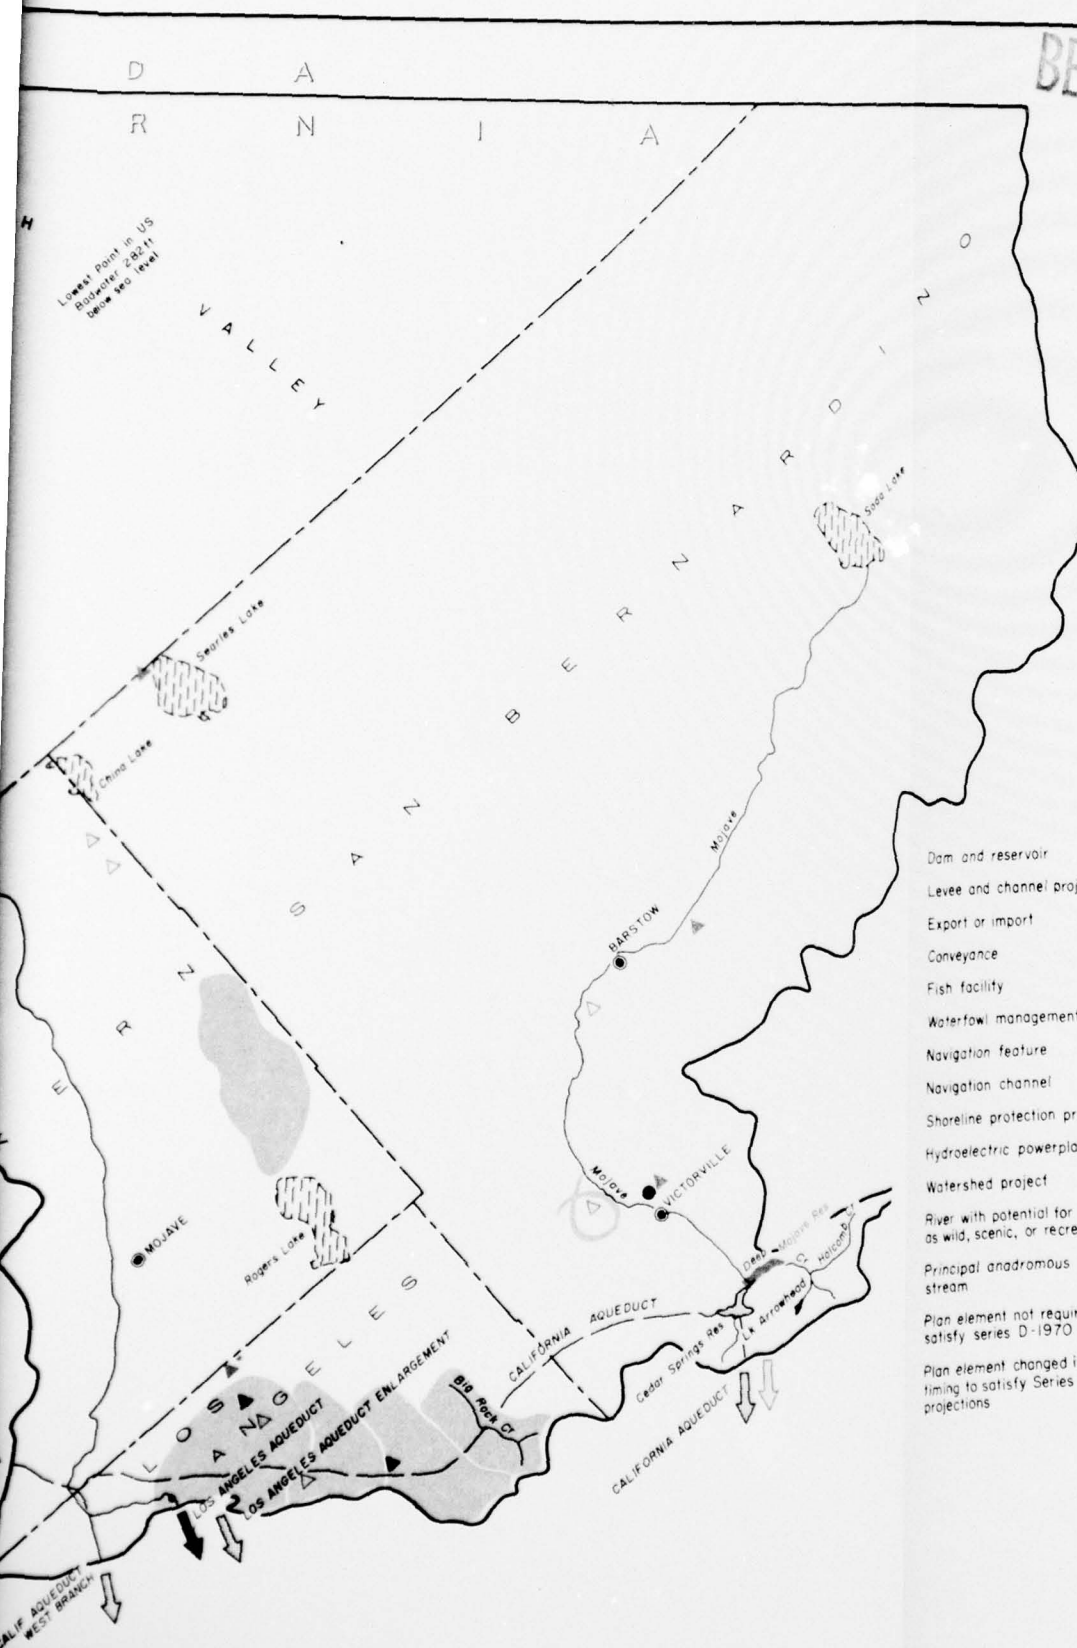 BE
D A
R N I A
H
Lowest Point in US
Badwater 282 ft
below sea level
VALLEY
SAN BERNARDINO
Soda Lake
Searles Lake
China Lake
Mojave
BARSTOW
E R N
Mojave
VICTORVILLE
MOJAVE
Rogers Lake
Deep Cr
Mojave Res
Holcomb Cr
Lk Arrowhead
Cedar Springs Res
CALIFORNIA AQUEDUCT
CALIFORNIA AQUEDUCT
LOS ANGELES
Big Rock Cr
LOS ANGELES AQUEDUCT
LOS ANGELES AQUEDUCT ENLARGEMENT
CALIF AQUEDUCT
WEST BRANCH
Dam and reservoir
Levee and channel proj
Export or import
Conveyance
Fish facility
Waterfowl management
Navigation feature
Navigation channel
Shoreline protection pr
Hydroelectric powerpla
Watershed project
River with potential for
as wild, scenic, or recre
Principal anadromous
stream
Plan element not requir
satisfy series D-1970
Plan element changed i
timing to satisfy Series
projections